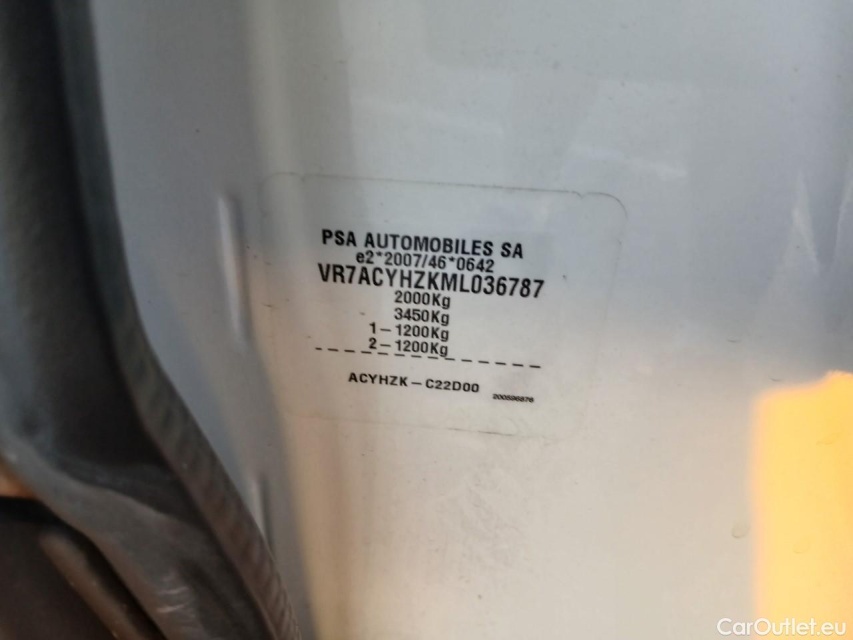 PSA AUTOMOBILES SA
e2*2007/46*0642
VR7ACYHZKML036787
2000Kg
3450Kg
1-1200Kg
2-1200Kg
ACYHZK-C22D00
CarOutlet.eu